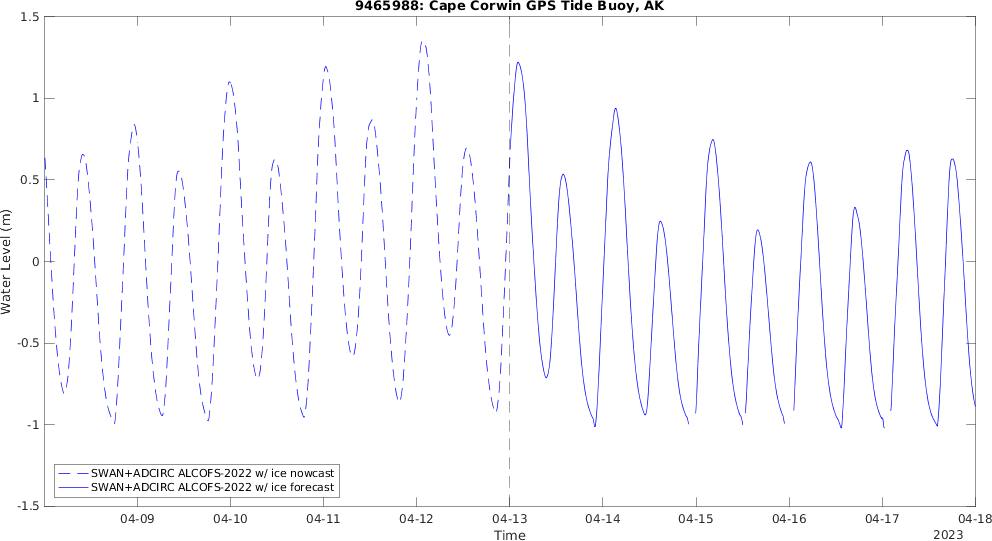 9465988: Cape Corwin GPS Tide Buoy, AK
1.5
1
0.5
0
-0.5
-1
-1.5
Water Level (m)
SWAN+ADCIRC ALCOFS-2022 w/ ice nowcast
SWAN+ADCIRC ALCOFS-2022 w/ ice forecast
04-09 04-10 04-11 04-12 04-13 04-14 04-15 04-16 04-17 04-18
Time
2023